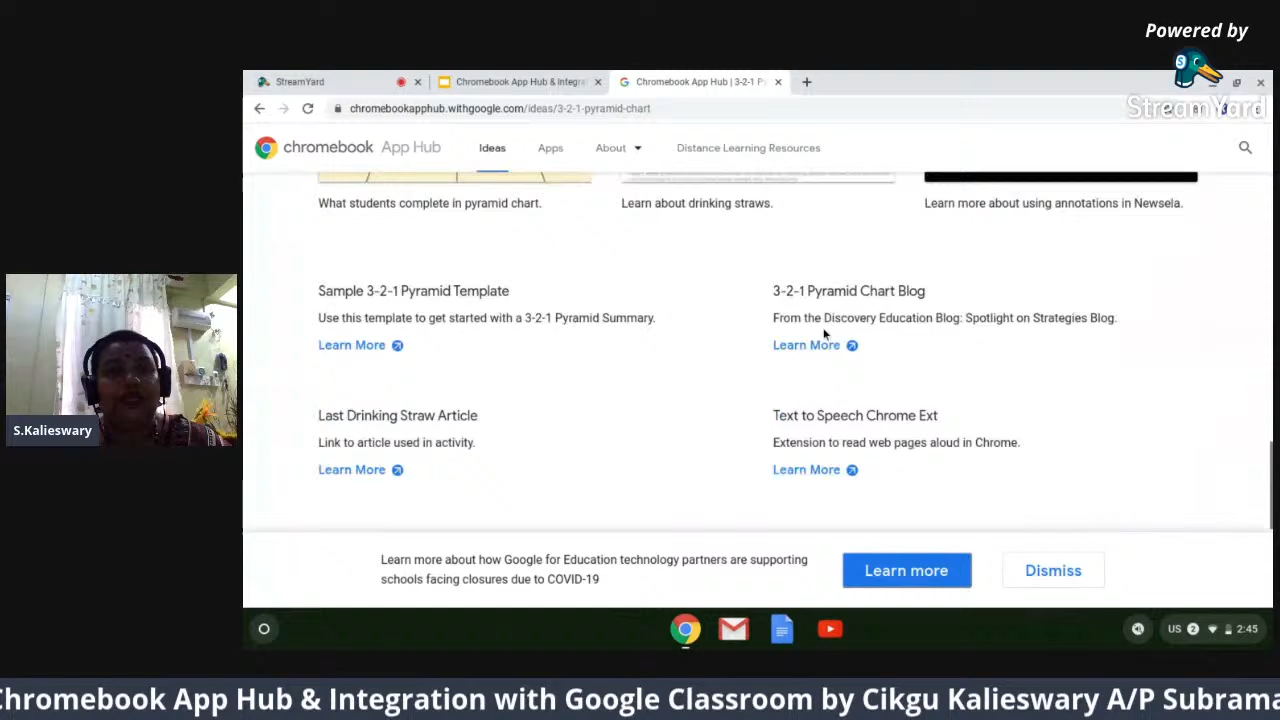 Powered by
StreamYard
StreamYard
Chromebook App Hub & Integra
Chromebook App Hub | 3-2-1 P
chromebookapphub.withgoogle.com/ideas/3-2-1-pyramid-chart
chromebook App Hub
Ideas
Apps
About
Distance Learning Resources
What students complete in pyramid chart.
Learn about drinking straws.
Learn more about using annotations in Newsela.
Sample 3-2-1 Pyramid Template
Use this template to get started with a 3-2-1 Pyramid Summary.
Learn More
3-2-1 Pyramid Chart Blog
From the Discovery Education Blog: Spotlight on Strategies Blog.
Learn More
Last Drinking Straw Article
Link to article used in activity.
Learn More
Text to Speech Chrome Ext
Extension to read web pages aloud in Chrome.
Learn More
S.Kalieswary
Learn more about how Google for Education technology partners are supporting
schools facing closures due to COVID-19
Learn more
Dismiss
US 2 2:45
Chromebook App Hub & Integration with Google Classroom by Cikgu Kalieswary A/P Subrama